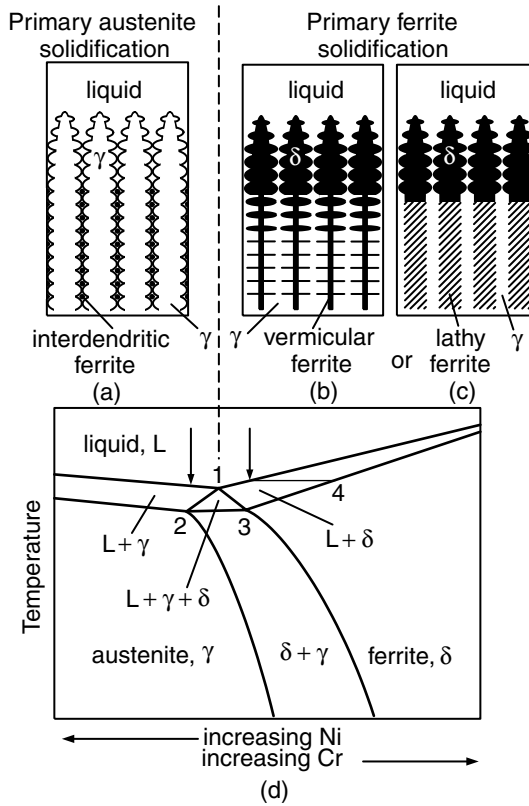 Primary austenite
solidification
Primary ferrite
solidification
liquid
γ
interdendritic
ferrite
γ
(a)
liquid
δ
γ
vermicular
ferrite
(b)
or
liquid
δ
lathy
ferrite
γ
(c)
liquid, L
1
2
3
4
L + γ
L + δ
L + γ + δ
austenite, γ
δ + γ
ferrite, δ
Temperature
increasing Ni
increasing Cr
(d)